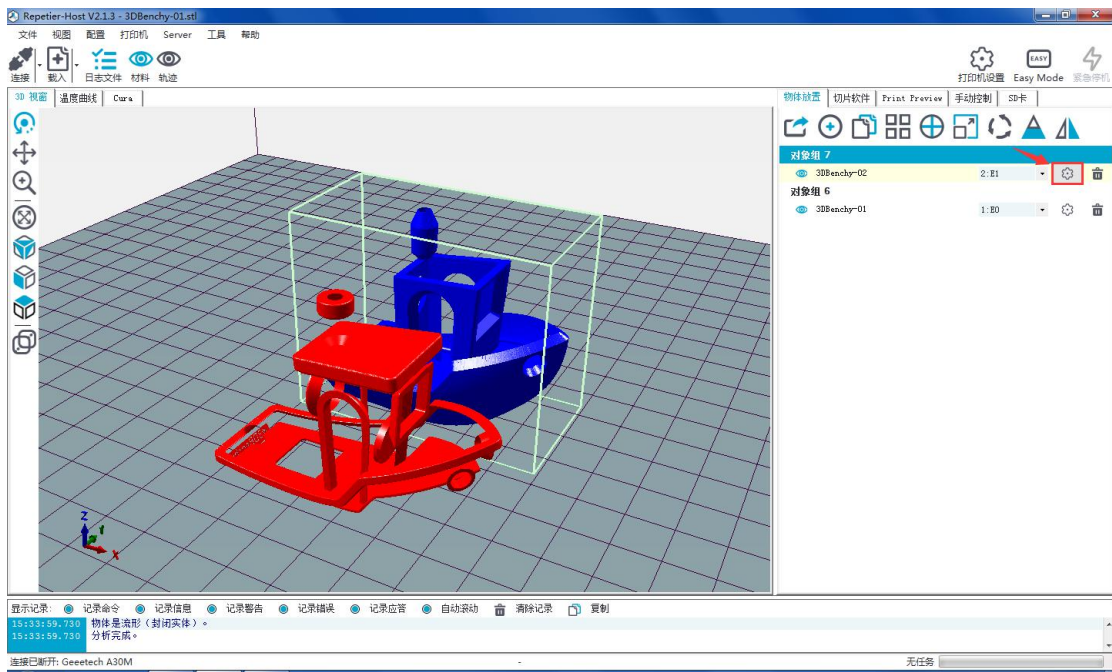 Repetier-Host V2.1.3 - 3DBenchy-01.stl
文件 视图 配置 打印机 Server 工具 帮助
连接 载入 日志文件 材料 轨迹 打印机设置 EASY Easy Mode 紧急停机
3D 视窗 温度曲线 Cura 物体放置 切片软件 Print Preview 手动控制 SD卡
对象组 7
3DBenchy-02 2:E1
对象组 6
3DBenchy-01 1:E0
Z
Y
X
显示记录: 记录命令 记录信息 记录警告 记录错误 记录应答 自动滚动 清除记录 复制
15:33:59.730 物体是流形（封闭实体）。
15:33:59.730 分析完成。
连接已断开: Geeetech A30M - 无任务